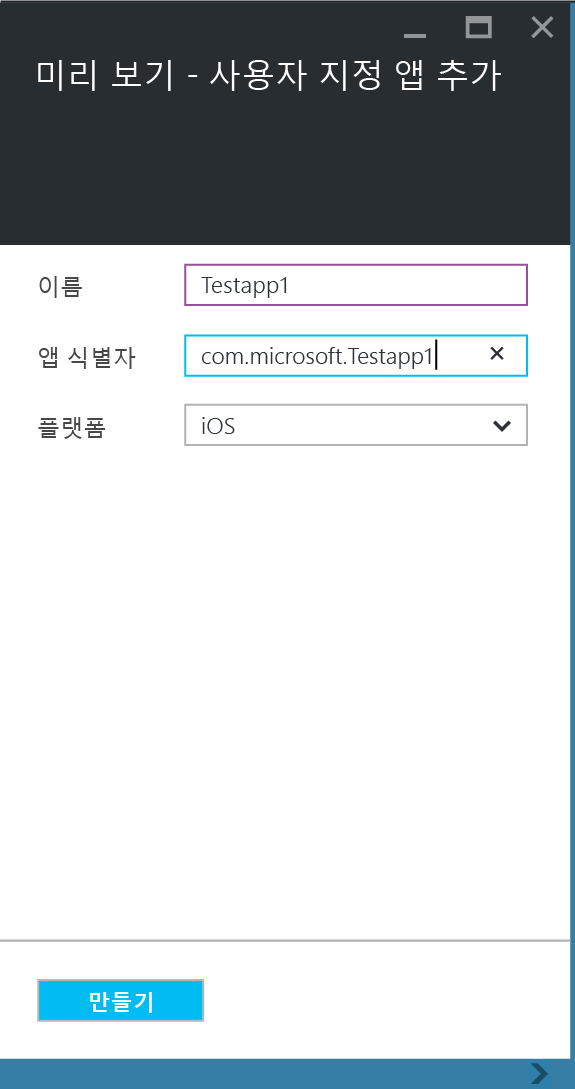 미리 보기 - 사용자 지정 앱 추가
이름 Testapp1
앱 식별자 com.microsoft.Testapp1
플랫폼 iOS
만들기